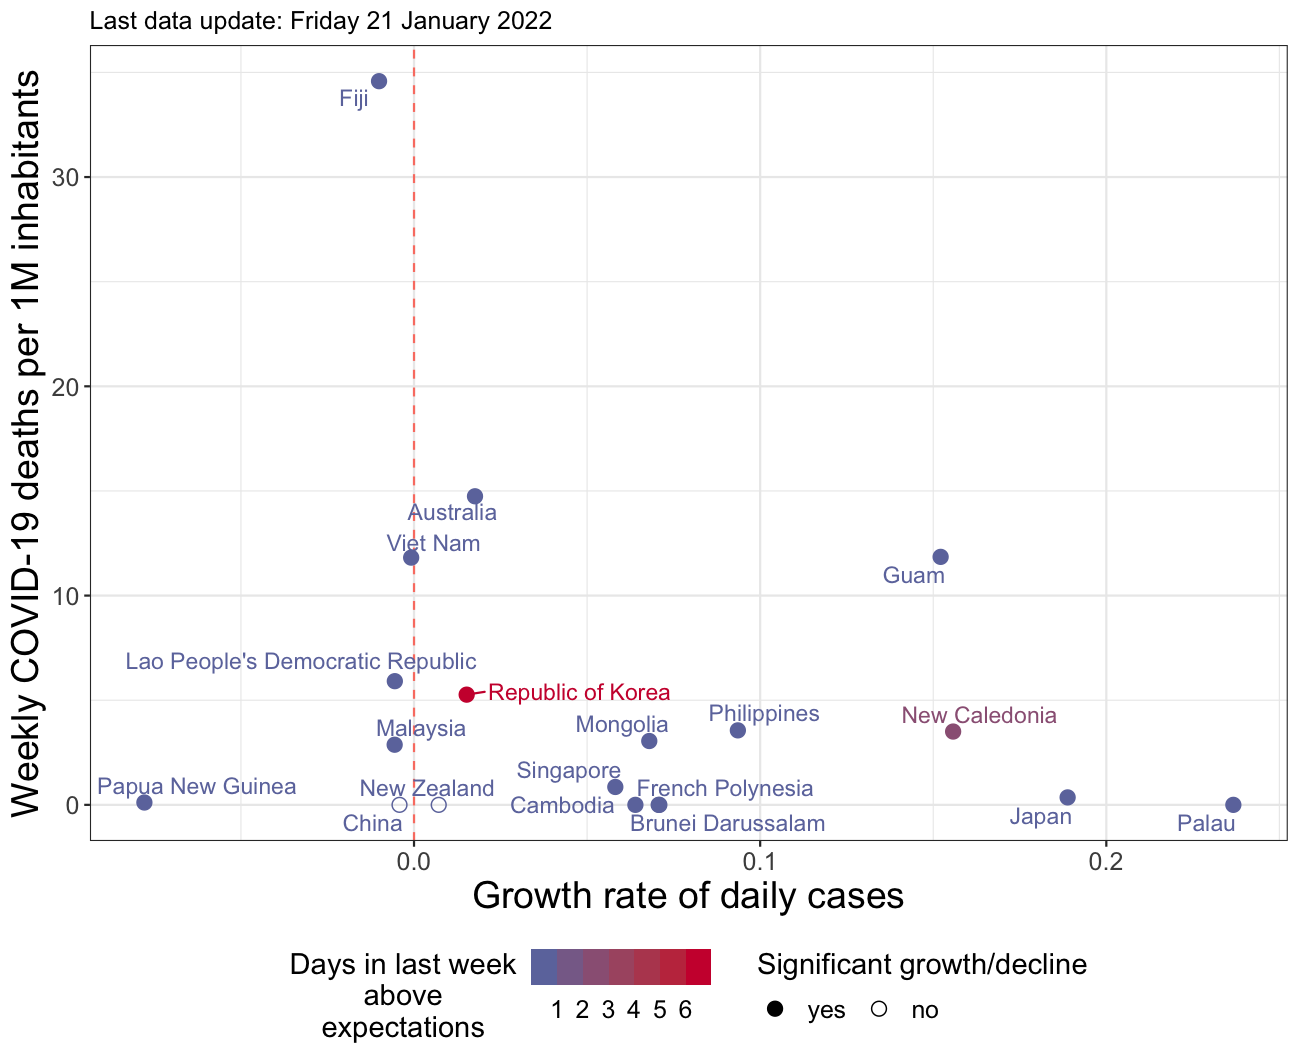 Last data update: Friday 21 January 2022
Weekly COVID-19 deaths per 1M inhabitants
30
20
10
0
Fiji
Australia
Viet Nam
Guam
Lao People's Democratic Republic
Republic of Korea
Philippines
New Caledonia
Mongolia
Malaysia
Singapore
Papua New Guinea
New Zealand
French Polynesia
Cambodia
Japan
China
Brunei Darussalam
Palau
0.0
0.1
0.2
Growth rate of daily cases
Days in last week
above
expectations
1 2 3 4 5 6
Significant growth/decline
yes no